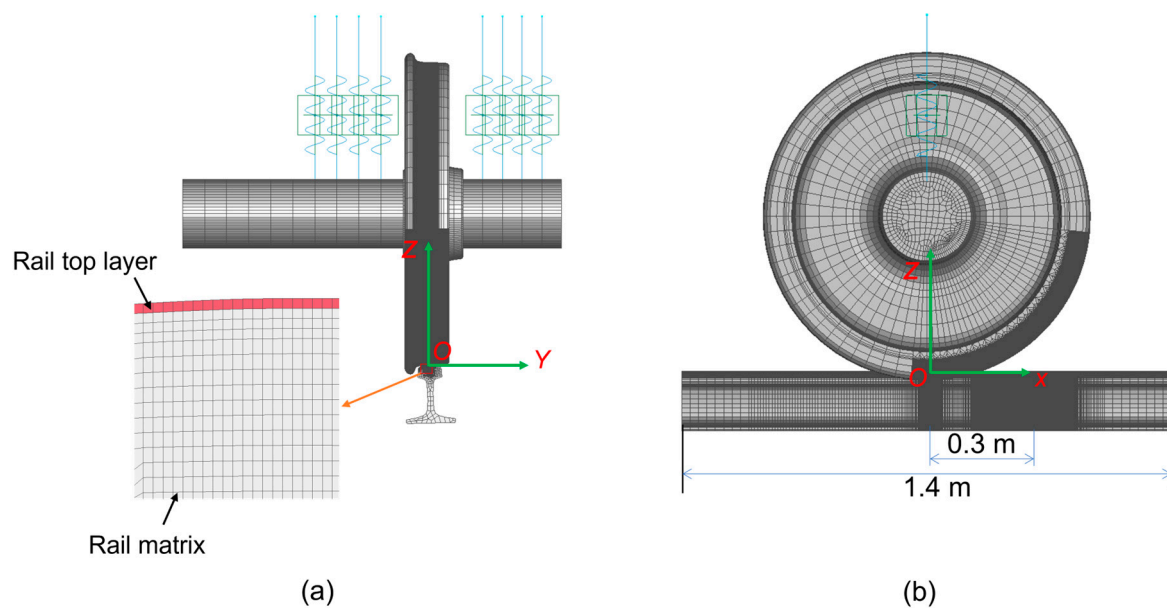 Z
Rail top layer
O
Y
Rail matrix
(a)
Z
O
x
0.3 m
1.4 m
(b)